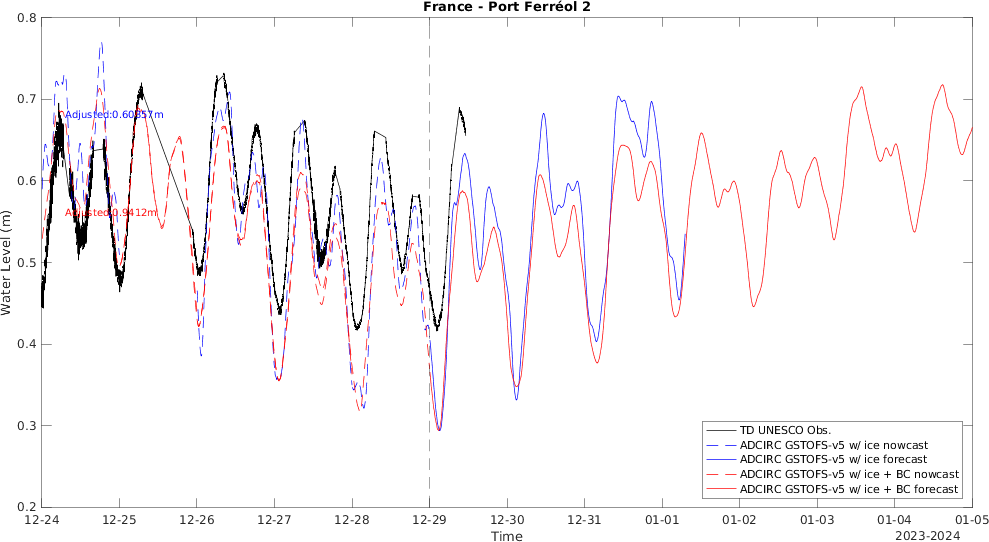 France - Port Ferréol 2
0.8
0.7
0.6
0.5
0.4
0.3
0.2
Water Level (m)
Adjusted:0.60857m
Adjusted:0.9412m
TD UNESCO Obs.
ADCIRC GSTOFS-v5 w/ ice nowcast
ADCIRC GSTOFS-v5 w/ ice forecast
ADCIRC GSTOFS-v5 w/ ice + BC nowcast
ADCIRC GSTOFS-v5 w/ ice + BC forecast
12-24 12-25 12-26 12-27 12-28 12-29 12-30 12-31 01-01 01-02 01-03 01-04 01-05
Time
2023-2024